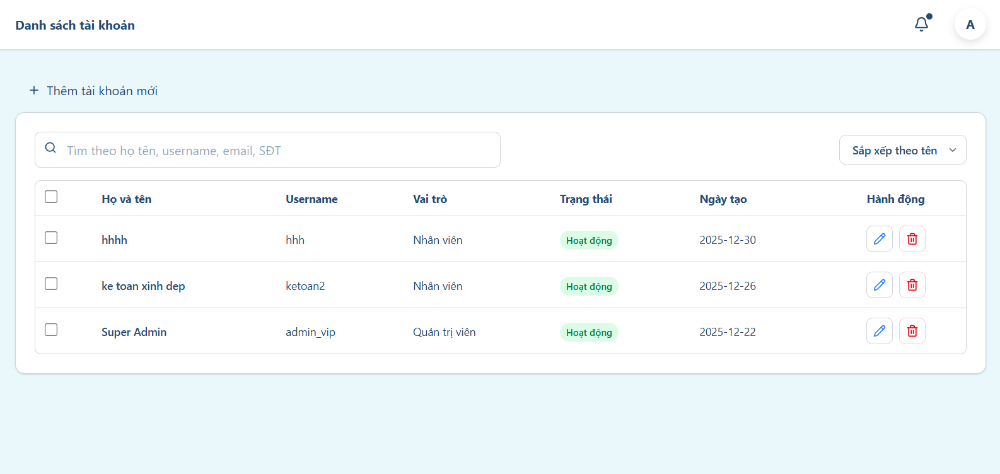 Danh sách tài khoản
A
Thêm tài khoản mới
Tìm theo họ tên, username, email, SĐT
Sắp xếp theo tên
Họ và tên Username Vai trò Trạng thái Ngày tạo Hành động
hhhh hhh Nhân viên Hoạt động 2025-12-30
ke toan xinh dep ketoan2 Nhân viên Hoạt động 2025-12-26
Super Admin admin_vip Quản trị viên Hoạt động 2025-12-22